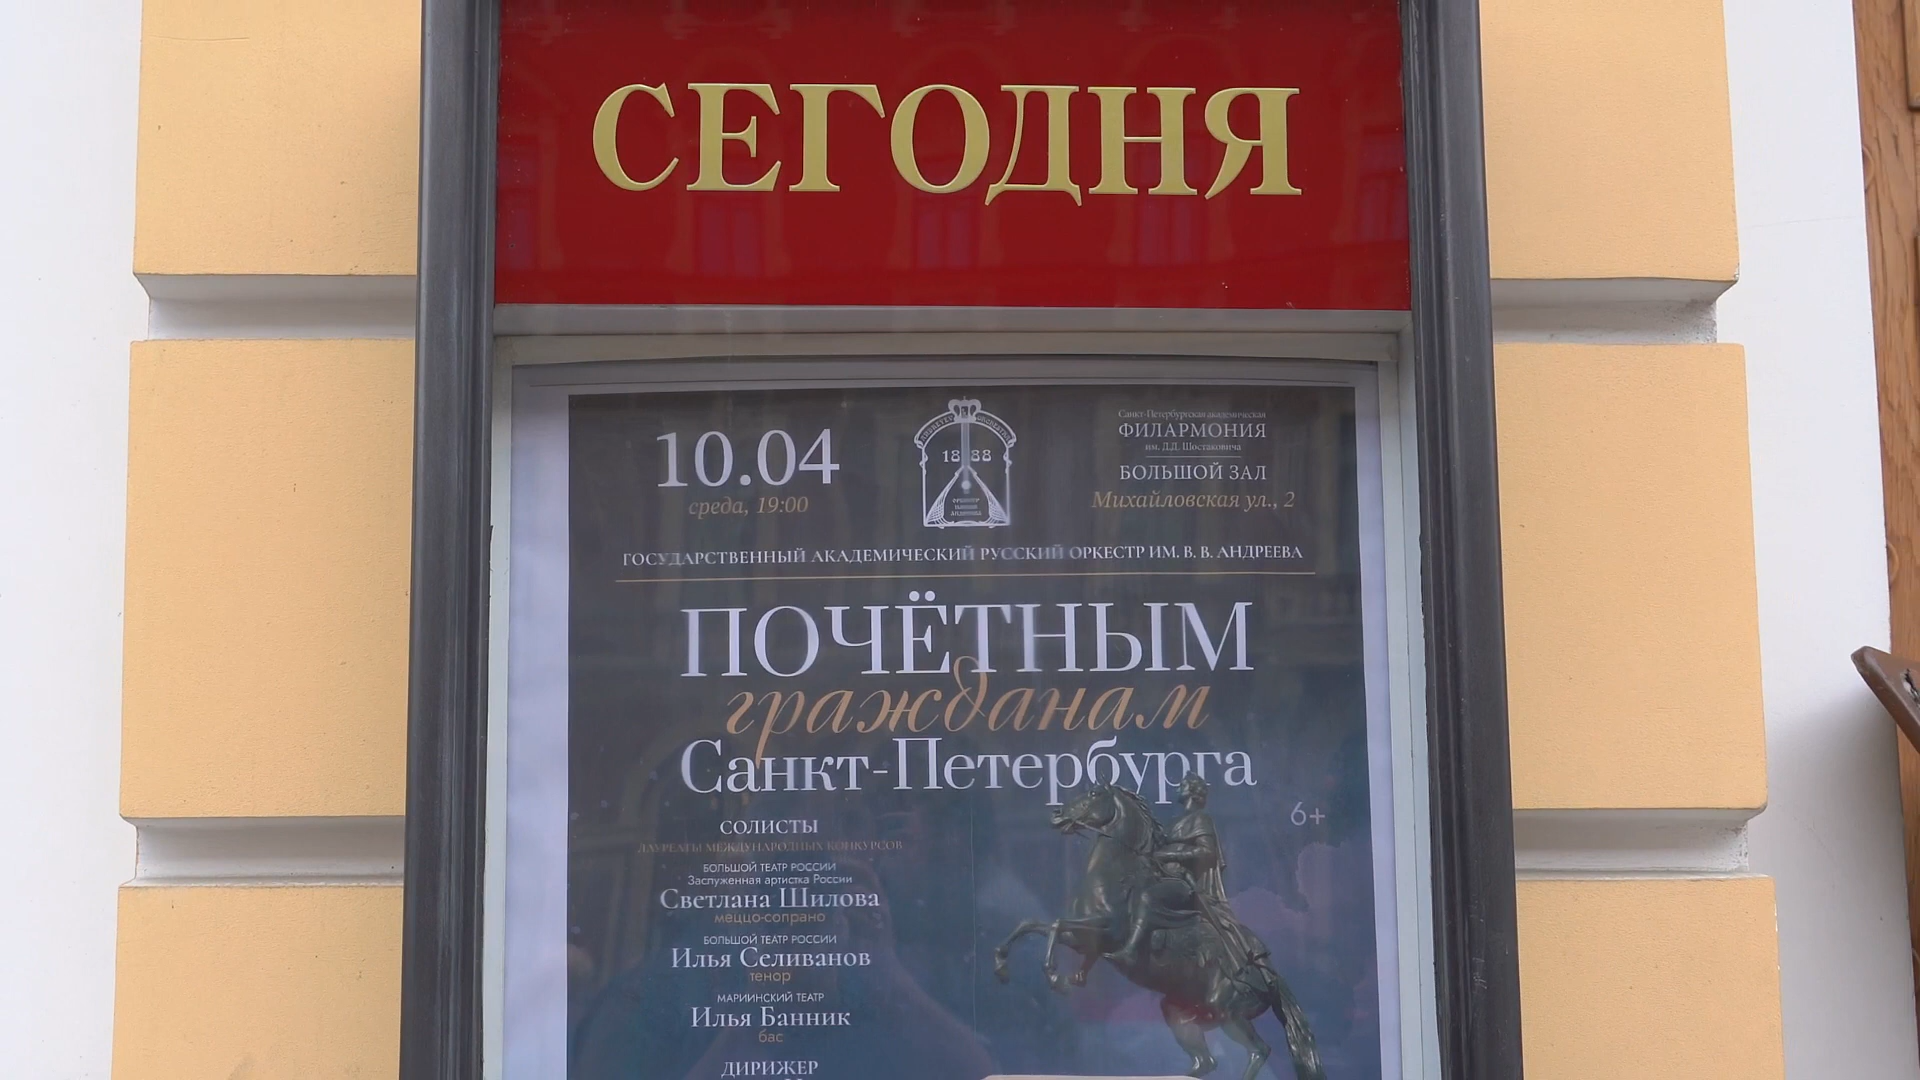 СЕГОДНЯ
10.04
среда, 19:00
1888
Санкт-Петербургская академическая
ФИЛАРМОНИЯ
им. Д.Д. Шостаковича
БОЛЬШОЙ ЗАЛ
Михайловская ул., 2
ГОСУДАРСТВЕННЫЙ АКАДЕМИЧЕСКИЙ РУССКИЙ ОРКЕСТР ИМ. В. В. АНДРЕЕВА
ПОЧЁТНЫМ
гражданам
Санкт-Петербурга
6+
СОЛИСТЫ
ЛАУРЕАТЫ МЕЖДУНАРОДНЫХ КОНКУРСОВ
БОЛЬШОЙ ТЕАТР РОССИИ
Заслуженная артистка России
Светлана Шилова
меццо-сопрано
БОЛЬШОЙ ТЕАТР РОССИИ
Илья Селиванов
тенор
МАРИИНСКИЙ ТЕАТР
Илья Банник
бас
ДИРИЖЕР